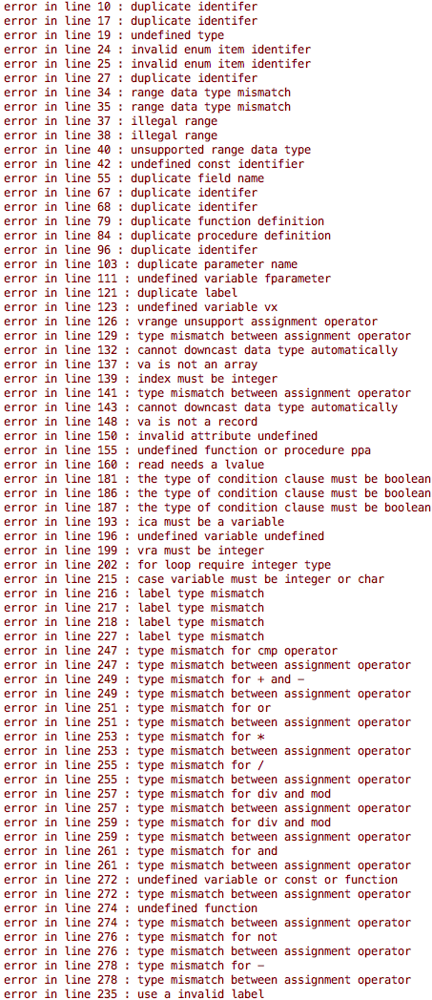 error in line 10 : duplicate identifer
error in line 17 : duplicate identifer
error in line 19 : undefined type
error in line 24 : invalid enum item identifer
error in line 25 : invalid enum item identifer
error in line 27 : duplicate identifer
error in line 34 : range data type mismatch
error in line 35 : range data type mismatch
error in line 37 : illegal range
error in line 38 : illegal range
error in line 40 : unsupported range data type
error in line 42 : undefined const identifier
error in line 55 : duplicate field name
error in line 67 : duplicate identifer
error in line 68 : duplicate identifer
error in line 79 : duplicate function definition
error in line 84 : duplicate procedure definition
error in line 96 : duplicate identifer
error in line 103 : duplicate parameter name
error in line 111 : undefined variable fparameter
error in line 121 : duplicate label
error in line 123 : undefined variable vx
error in line 126 : vrange unsupport assignment operator
error in line 129 : type mismatch between assignment operator
error in line 132 : cannot downcast data type automatically
error in line 137 : va is not an array
error in line 139 : index must be integer
error in line 141 : type mismatch between assignment operator
error in line 143 : cannot downcast data type automatically
error in line 148 : va is not a record
error in line 150 : invalid attribute undefined
error in line 155 : undefined function or procedure ppa
error in line 160 : read needs a lvalue
error in line 181 : the type of condition clause must be boolean
error in line 186 : the type of condition clause must be boolean
error in line 187 : the type of condition clause must be boolean
error in line 193 : ica must be a variable
error in line 196 : undefined variable undefined
error in line 199 : vra must be integer
error in line 202 : for loop require integer type
error in line 215 : case variable must be integer or char
error in line 216 : label type mismatch
error in line 217 : label type mismatch
error in line 218 : label type mismatch
error in line 227 : label type mismatch
error in line 247 : type mismatch for cmp operator
error in line 247 : type mismatch between assignment operator
error in line 249 : type mismatch for + and -
error in line 249 : type mismatch between assignment operator
error in line 251 : type mismatch for or
error in line 251 : type mismatch between assignment operator
error in line 253 : type mismatch for *
error in line 253 : type mismatch between assignment operator
error in line 255 : type mismatch for /
error in line 255 : type mismatch between assignment operator
error in line 257 : type mismatch for div and mod
error in line 257 : type mismatch between assignment operator
error in line 259 : type mismatch for div and mod
error in line 259 : type mismatch between assignment operator
error in line 261 : type mismatch for and
error in line 261 : type mismatch between assignment operator
error in line 272 : undefined variable or const or function
error in line 272 : type mismatch between assignment operator
error in line 274 : undefined function
error in line 274 : type mismatch between assignment operator
error in line 276 : type mismatch for not
error in line 276 : type mismatch between assignment operator
error in line 278 : type mismatch for -
error in line 278 : type mismatch between assignment operator
error in line 235 : use a invalid label